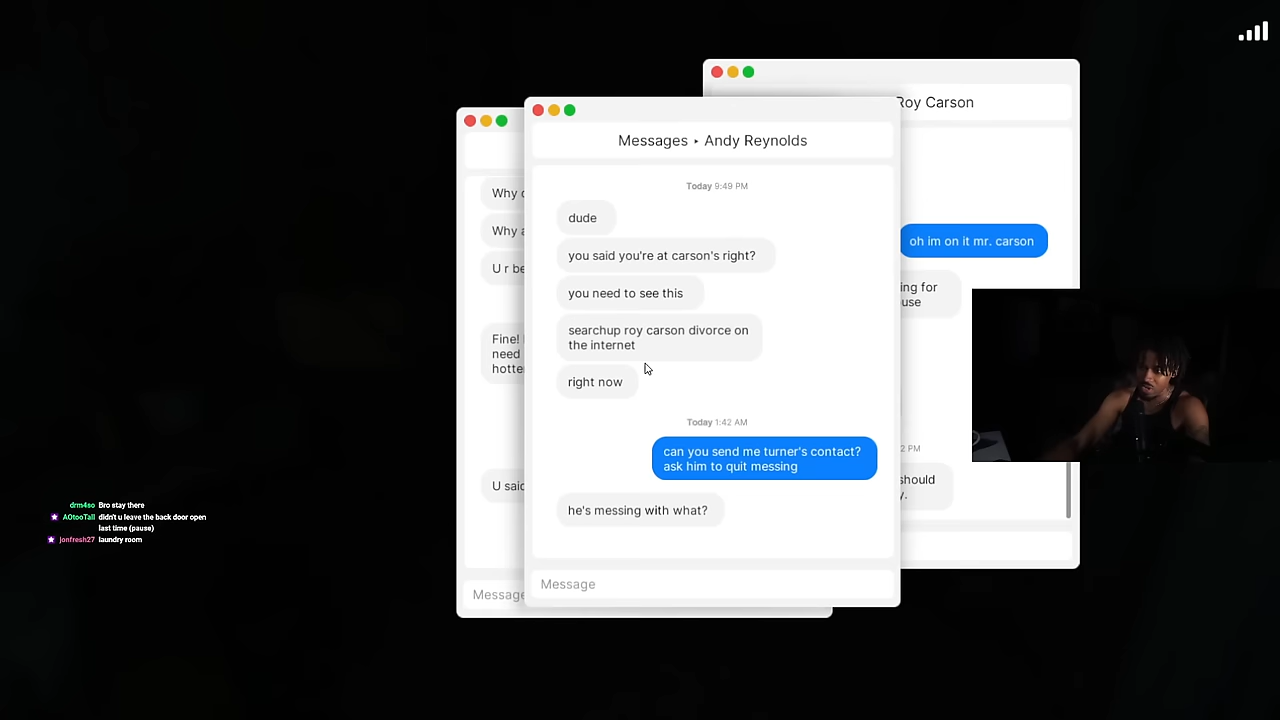 Roy Carson
Messages ▸ Andy Reynolds
Today 9:49 PM
Why
dude
Why a
you said you're at carson's right?
oh im on it mr. carson
U r be
you need to see this
ing for
use
searchup roy carson divorce on
the internet
Fine!
need
hotte
right now
Today 1:42 AM
can you send me turner's contact?
ask him to quit messing
2 PM
U said
should
y.
he's messing with what?
drm4so Bro stay there
AOtooTall didn't u leave the back door open
last time (pause)
jonfresh27 laundry room
Message
Message